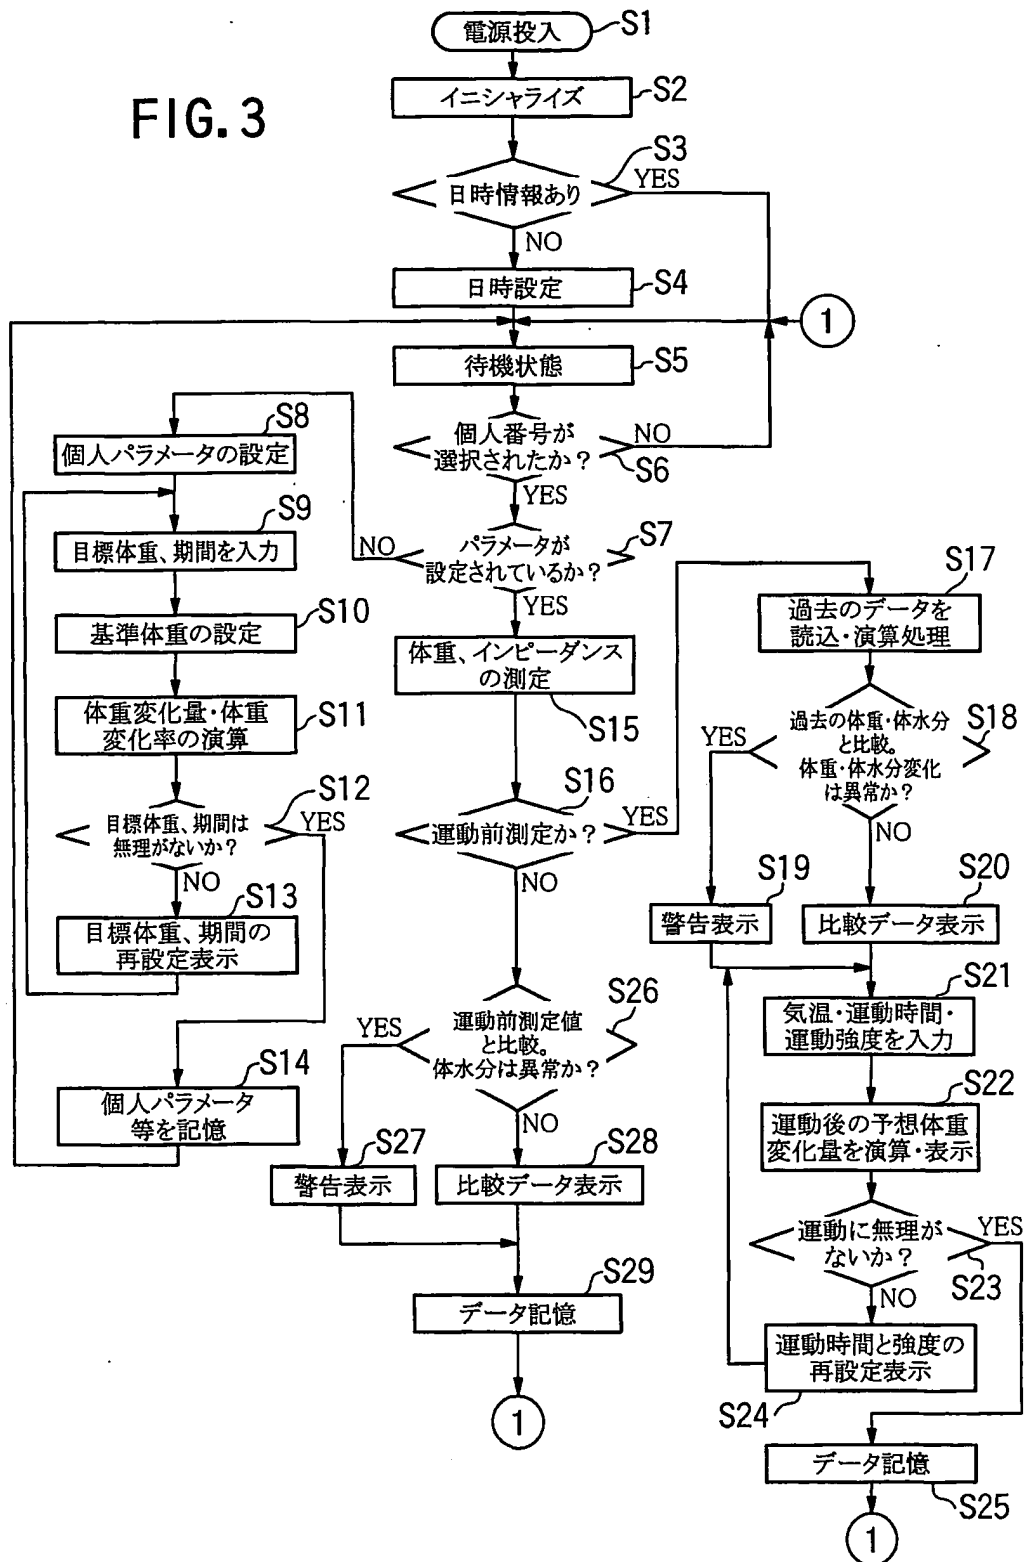 FIG. 3
電源投入
S1
イニシャライズ
S2
日時情報あり
S3
YES
NO
日時設定
S4
1
待機状態
S5
個人番号が
選択されたか？
NO
S6
YES
パラメータが
設定されているか？
S7
NO
YES
S8
個人パラメータの設定
S9
目標体重、期間を入力
S10
基準体重の設定
S11
体重変化量・体重
変化率の演算
S12
目標体重、期間は
無理がないか？
YES
NO
S13
目標体重、期間の
再設定表示
S14
個人パラメータ
等を記憶
体重、インピーダンス
の測定
S15
S16
運動前測定か？
YES
NO
S17
過去のデータを
読込・演算処理
S18
過去の体重・体水分
と比較。
体重・体水分変化
は異常か？
YES
NO
S19
警告表示
S20
比較データ表示
S21
気温・運動時間・
運動強度を入力
S22
運動後の予想体重
変化量を演算・表示
運動に無理が
ないか？
YES
S23
NO
運動時間と強度の
再設定表示
S24
データ記憶
S25
1
S26
運動前測定値
と比較。
体水分は異常か？
YES
NO
S27
警告表示
S28
比較データ表示
S29
データ記憶
1